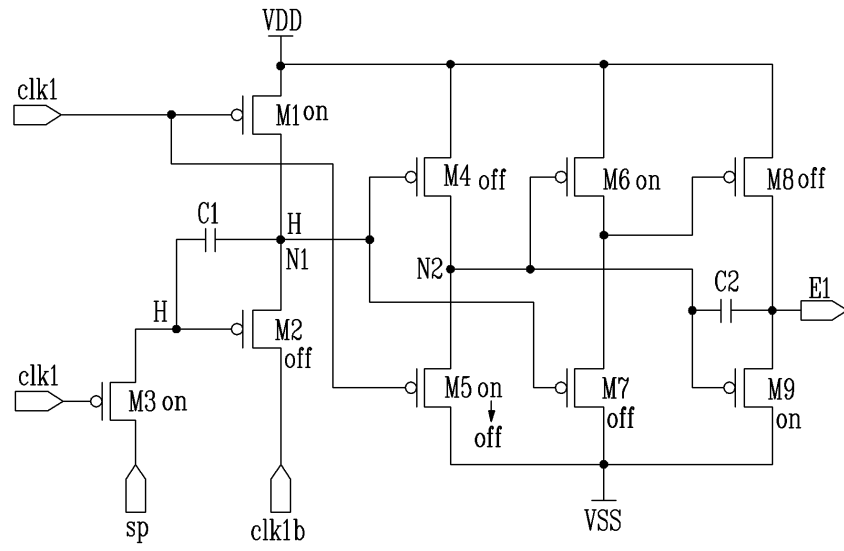 VDD
clk1
M1 on
M4 off
M6 on
M8 off
C1
H
N1
N2
C2
E1
H
M2
off
clk1
M3 on
M5 on
off
M7
off
M9
on
sp
clk1b
VSS